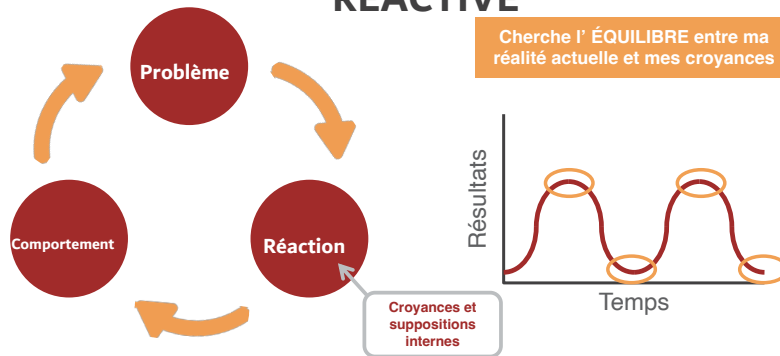 RÉACTIVE
Cherche l' ÉQUILIBRE entre ma
réalité actuelle et mes croyances
Problème
Comportement
Réaction
Croyances et
suppositions
internes
Résultats
Temps